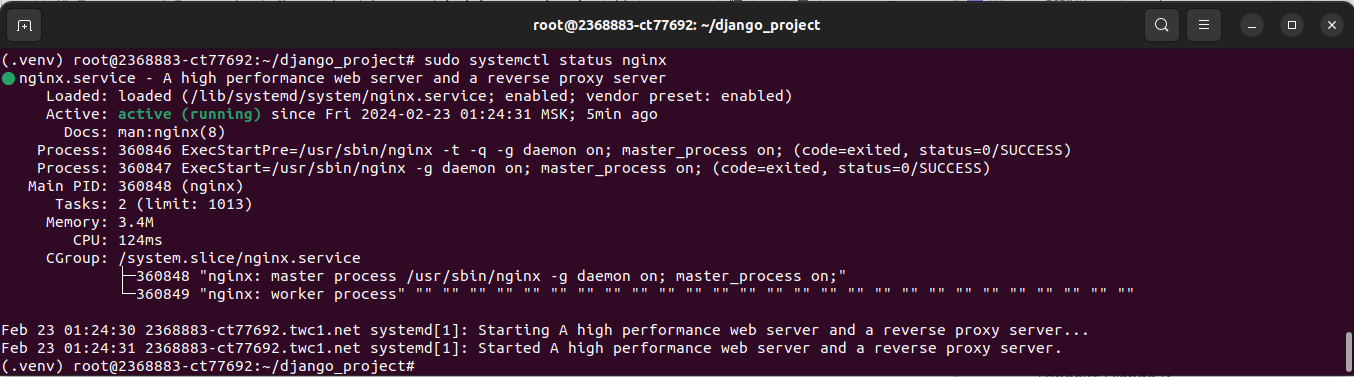 root@2368883-ct77692: ~/django_project
(.venv) root@2368883-ct77692:~/django_project# sudo systemctl status nginx
● nginx.service - A high performance web server and a reverse proxy server
Loaded: loaded (/lib/systemd/system/nginx.service; enabled; vendor preset: enabled)
Active: active (running) since Fri 2024-02-23 01:24:31 MSK; 5min ago
Docs: man:nginx(8)
Process: 360846 ExecStartPre=/usr/sbin/nginx -t -q -g daemon on; master_process on; (code=exited, status=0/SUCCESS)
Process: 360847 ExecStart=/usr/sbin/nginx -g daemon on; master_process on; (code=exited, status=0/SUCCESS)
Main PID: 360848 (nginx)
Tasks: 2 (limit: 1013)
Memory: 3.4M
CPU: 124ms
CGroup: /system.slice/nginx.service
├─360848 "nginx: master process /usr/sbin/nginx -g daemon on; master_process on;"
└─360849 "nginx: worker process" "" "" "" "" "" "" "" "" "" "" "" "" "" "" "" "" "" "" "" "" "" "" "" "" "" "" ""

Feb 23 01:24:30 2368883-ct77692.twc1.net systemd[1]: Starting A high performance web server and a reverse proxy server...
Feb 23 01:24:31 2368883-ct77692.twc1.net systemd[1]: Started A high performance web server and a reverse proxy server.
(.venv) root@2368883-ct77692:~/django_project#